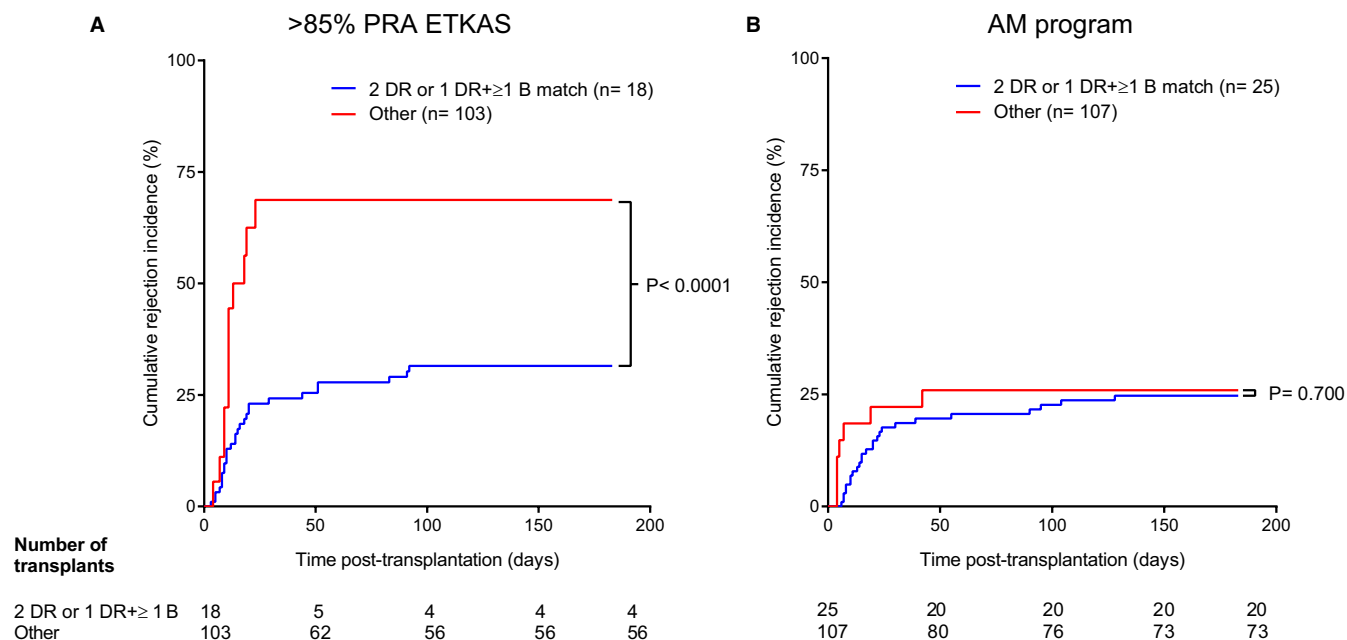 A
>85% PRA ETKAS
100
75
50
25
0
Cumulative rejection incidence (%)
2 DR or 1 DR+≥1 B match (n= 18)
Other (n= 103)
P< 0.0001
0 50 100 150 200
Time post-transplantation (days)
B
AM program
100
75
50
25
0
Cumulative rejection incidence (%)
2 DR or 1 DR+≥1 B match (n= 25)
Other (n= 107)
P= 0.700
0 50 100 150 200
Time post-transplantation (days)
Number of
transplants
2 DR or 1 DR+≥ 1 B 18 5 4 4 4 25 20 20 20 20
Other 103 62 56 56 56 107 80 76 73 73